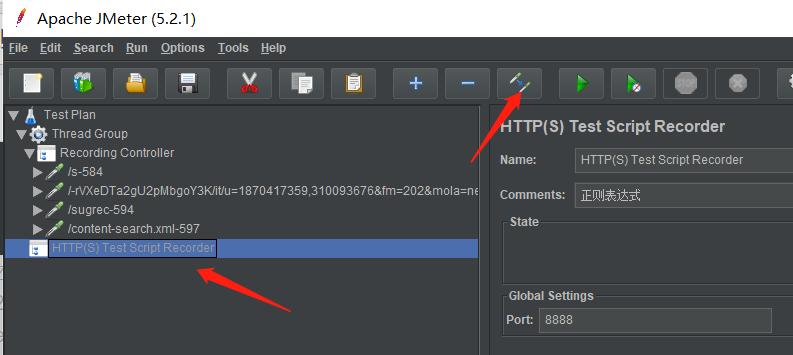 Apache JMeter (5.2.1)
File Edit Search Run Options Tools Help
STOP
Test Plan
Thread Group
Recording Controller
/s-584
/-rVXeDTa2gU2pMbgoY3K/it/u=1870417359,310093676&fm=202&mola=ne
/sugrec-594
/content-search.xml-597
HTTP(S) Test Script Recorder
HTTP(S) Test Script Recorder
Name: HTTP(S) Test Script Recorder
Comments: 正则表达式
State
Global Settings
Port: 8888